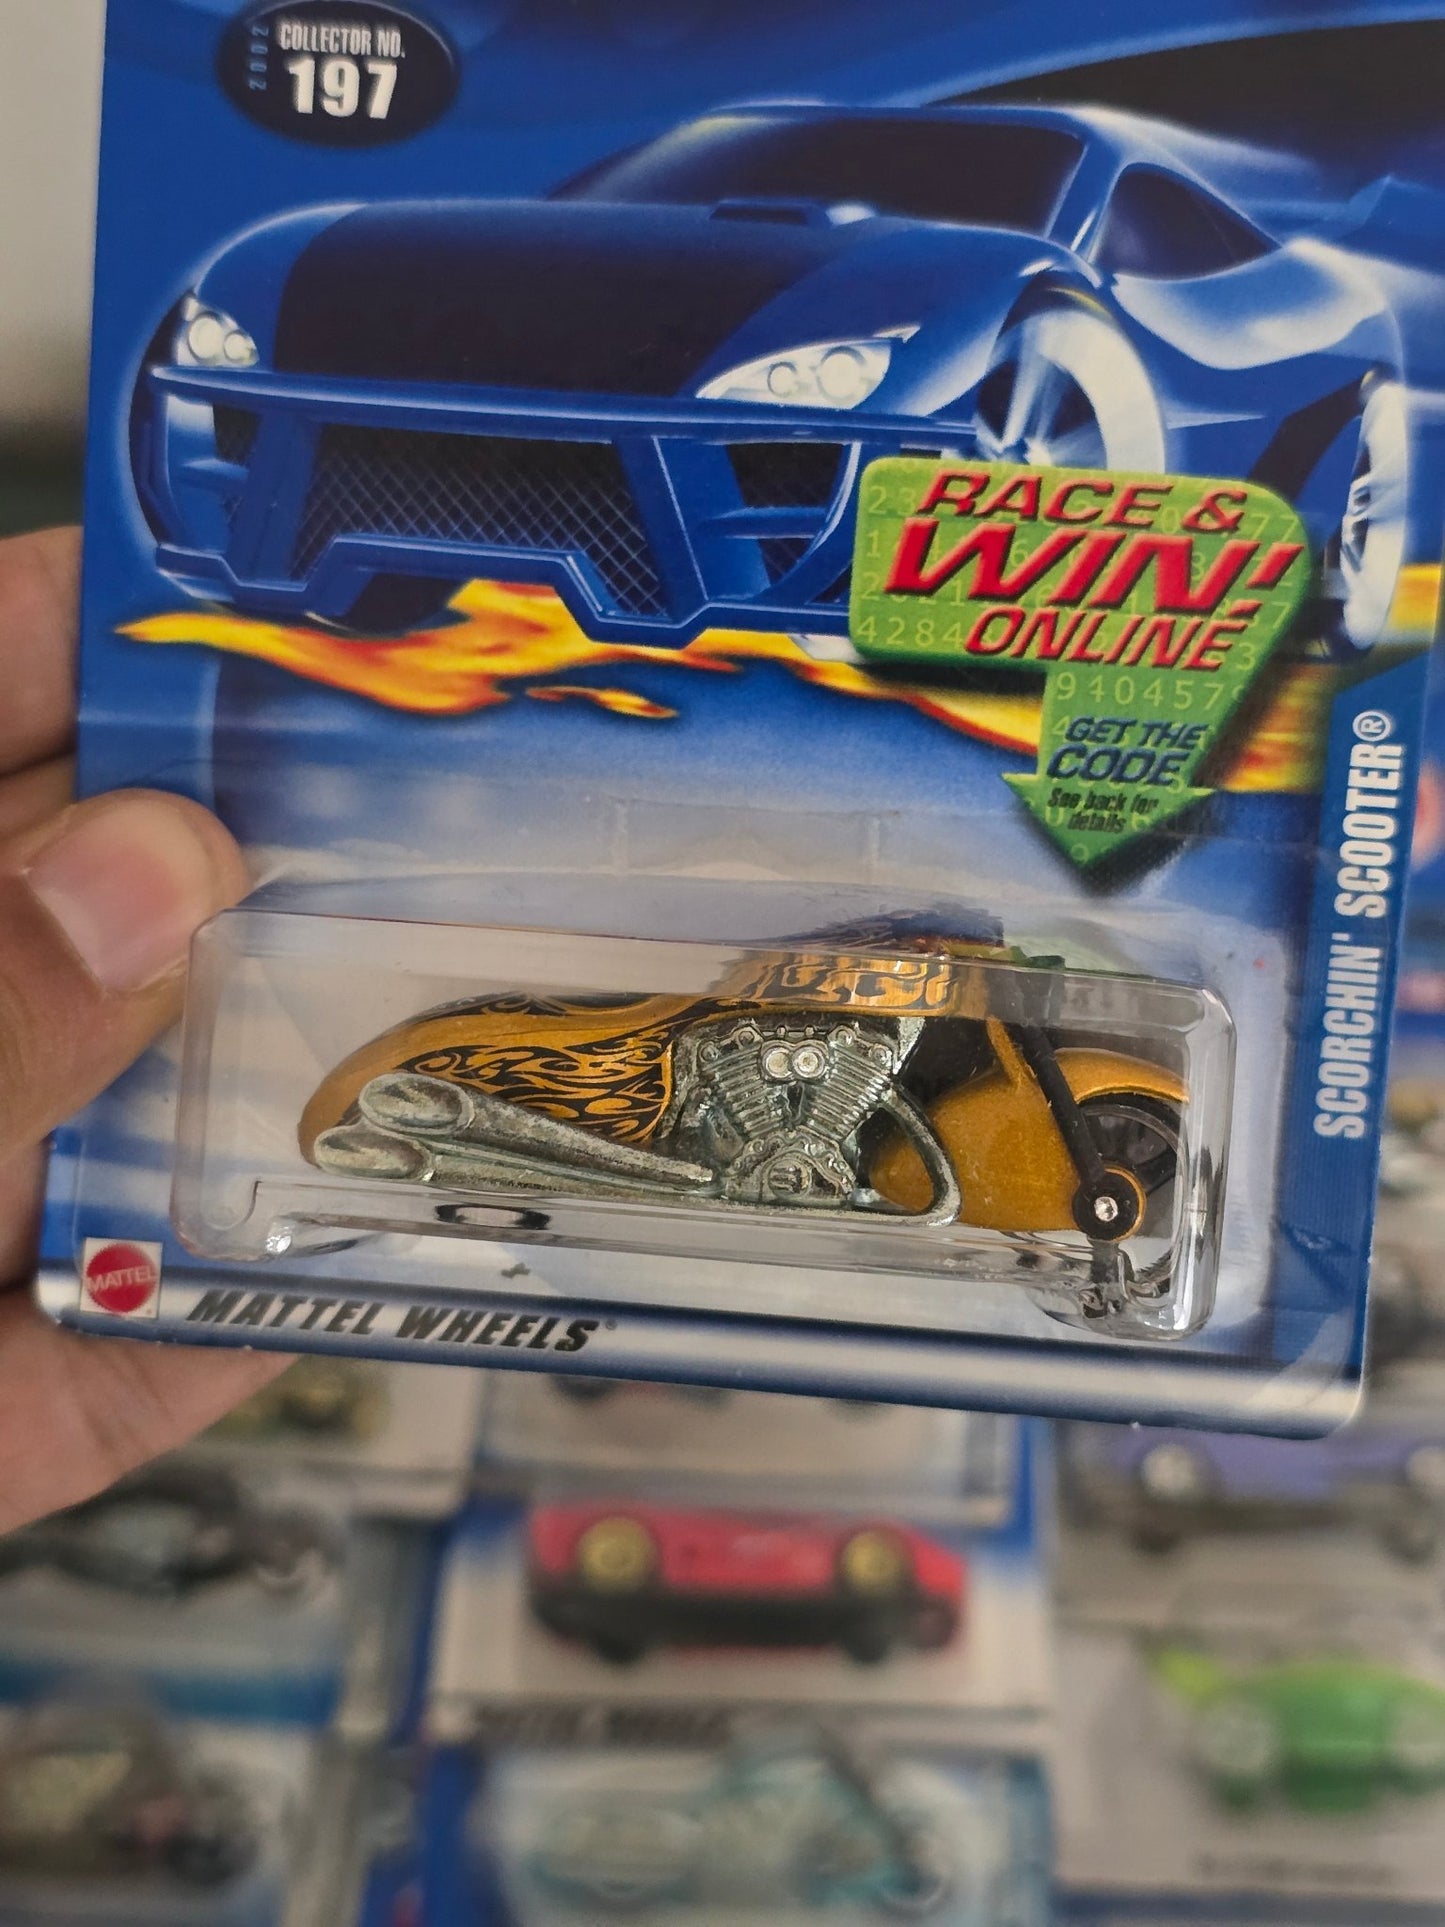 2002
COLLECTOR NO.
197
RACE &
WIN!
ONLINE
GET THE
CODE
See back for
details
SCORCHIN' SCOOTER®
MATTEL
MATTEL WHEELS